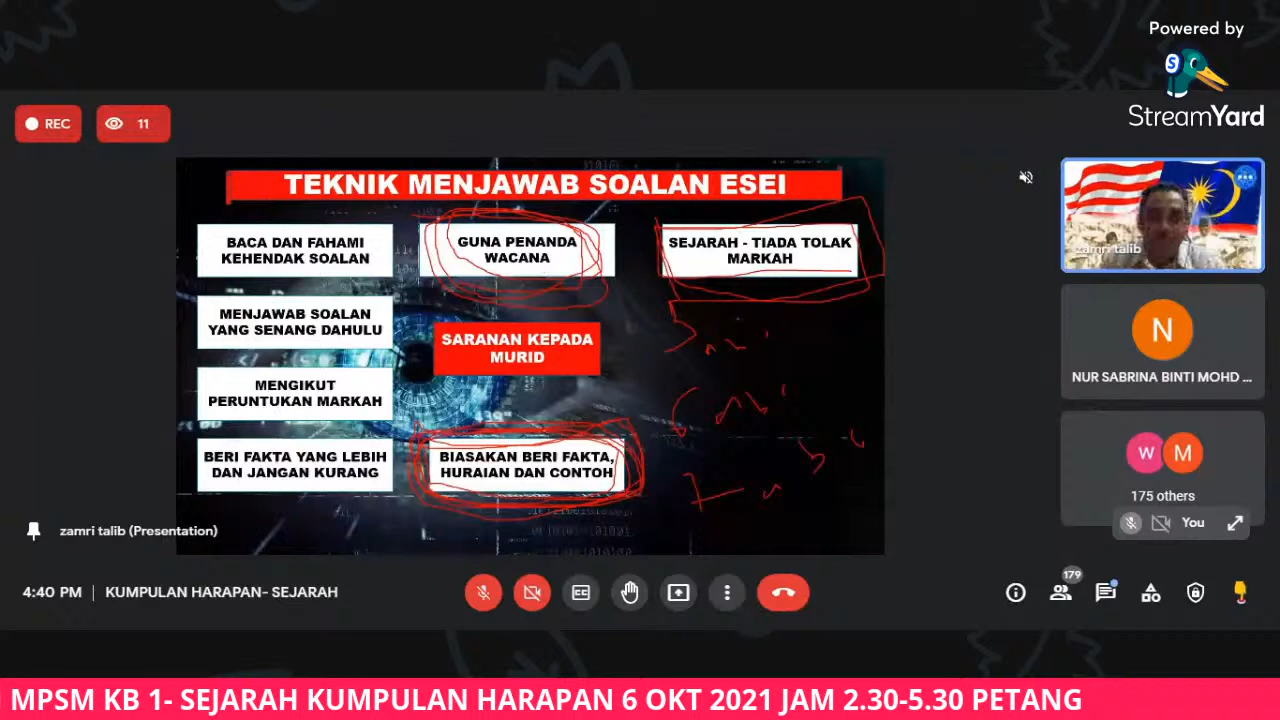 Powered by
StreamYard
REC
11
TEKNIK MENJAWAB SOALAN ESEI
BACA DAN FAHAMI
KEHENDAK SOALAN
GUNA PENANDA
WACANA
SEJARAH - TIADA TOLAK
MARKAH
MENJAWAB SOALAN
YANG SENANG DAHULU
SARANAN KEPADA
MURID
MENGIKUT
PERUNTUKAN MARKAH
BERI FAKTA YANG LEBIH
DAN JANGAN KURANG
BIASAKAN BERI FAKTA,
HURAIAN DAN CONTOH
zamri talib
N
NUR SABRINA BINTI MOHD ...
W
M
175 others
You
zamri talib (Presentation)
4:40 PM
KUMPULAN HARAPAN- SEJARAH
CC
179
MPSM KB 1- SEJARAH KUMPULAN HARAPAN 6 OKT 2021 JAM 2.30-5.30 PETANG